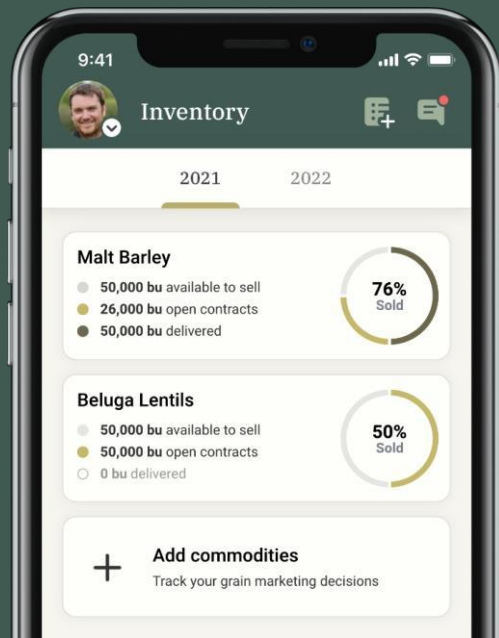 9:41
Inventory
2021 2022
Malt Barley
50,000 bu available to sell
26,000 bu open contracts
50,000 bu delivered
76%
Sold
Beluga Lentils
50,000 bu available to sell
50,000 bu open contracts
0 bu delivered
50%
Sold
Add commodities
Track your grain marketing decisions